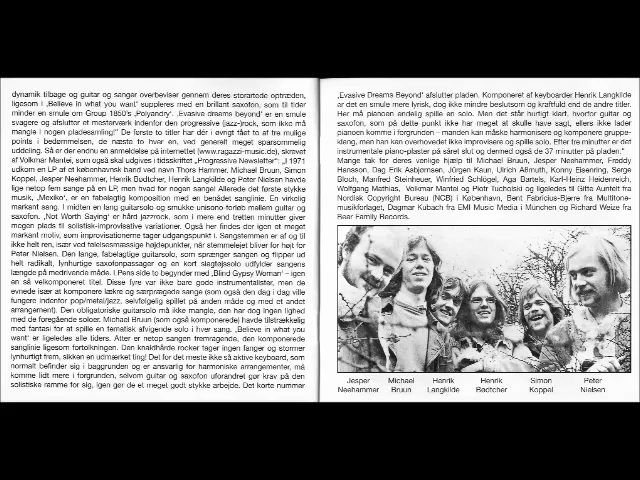 dynamik tilbage og guitar og sanger overbeviser gennem deres storartede optræden,
ligesom i ‚Believe in what you want' suppleres med en brillant saxofon, som til tider
minder en smule om Group 1850's ‚Polyandry'. ‚Evasive dreams beyond' er en smule
svagere og afslutter et mesterværk indenfor den progressive (jazz-)rock, som ikke må
mangle i nogen pladesamling!" De første to titler har dér i evrigt fået to af tre mulige
points i bedømmelsen, de næste to hver en, ved generelt meget sparsommelig
uddeling. Så er der endnu en anmeldelse på internettet (www.ragazzi-music.de), skrevet
af Volkmar Mantei, som også skal udgives i tidsskriftet „Progressive Newsletter": „I 1971
udkom en LP af et københavnsk band ved navn Thors Hammer. Michael Bruun, Simon
Koppel, Jesper Neehammer, Henrik Bødtcher, Henrik Langkilde og Peter Nielsen havde
lige netop fem sange på en LP, men hvad for nogen sange! Allerede det første stykke
musik, ‚Mexiko', er en fabelagtig komposition med en benådet sanglinie. En virkelig
markant sang. I midten en lang guitarsolo og smukke unisono-forløb mellem guitar og
saxofon. ‚Not Worth Saying' er hård jazzrock, som i mere end tretten minutter giver
megen plads til solistisk-improvisative variationer. Også her findes der igen et meget
markant motiv, som improvisationerne tager udgangspunkt i. Sangstemmen er af og til
ikke helt ren, især ved følelsesmæssige højdepunkter, når stemmelejet bliver for højt for
Peter Nielsen. Den lange, fabelagtige guitarsolo, som sprænger sangen og flipper ud
helt radikalt, lynhurtige saxofonpassager og en kort slagtøjssolo udfylder sangens
længde på medrivende måde. I Pens side to begynder med ‚Blind Gypsy Woman' – igen
en så velkomponeret titel. Disse fyre var ikke bare gode instrumentalister, men de
evnede især at komponere lækre og særprægede sange (som også den dag i dag ville
fungere indenfor pop/metal/jazz, selvfølgelig spillet på anden måde og med et andet
arrangement). Den obligatoriske guitarsolo må ikke mangle, den har dog ingen lighed
med de foregående soloer. Michael Bruun (som også komponerede) havde tilstrækkelig
med fantasi for at spille en tematisk afvigende solo i hver sang. ‚Believe in what you
want' er ligeledes alle tiders. Atter er netop sangen fremragende, den komponerede
sanglinie ligesom fortolkningen. Den knaldhårde rocker tager ingen fanger og stormer
lynhurtigt frem, sikken en udmærket ting! Det for det meste ikke så aktive keyboard, som
normalt befinder sig i baggrunden og er ansvarlig for harmoniske arrangementer, må
komme lidt mere i forgrunden, selvom guitar og saxofon uforandret gør krav på den
solistiske ramme for sig, igen gør de et meget godt stykke arbejde. Det korte nummer
‚Evasive Dreams Beyond' afslutter pladen. Komponeret af keyboarder Henrik Langkilde
er det en smule mere lyrisk, dog ikke mindre beslutsom og kraftfuld end de andre titler.
Her må pianoen endelig spille en solo. Men det står hurtigt klart, hvorfor guitar og
saxofon, som på dette punkt ikke har meget at skulle have sagt, ellers ikke lader
pianoen komme i forgrunden – manden kan måske harmonisere og komponere gruppe-
klang, men han kan overhovedet ikke improvisere og spille solo. Efter tre minutter er det
instrumentale piano-plaster på såret slut og dermed også de 37 minutter på pladen."
Mange tak for deres venlige hjælp til Michael Bruun, Jesper Neehammer, Freddy
Hansson, Dag Erik Asbjørnsen, Jürgen Kaun, Ulrich Aßmuth, Konny Eisenring, Serge
Bloch, Manfred Steinheuer, Winfried Schlögel, Aga Bartels, Karl-Heinz Heidenreich,
Wolfgang Mathias, Volkmar Mantei og Piotr Tucholski og ligeledes til Gitte Auntelt fra
Nordisk Copyright Bureau (NCB) i København, Bent Fabricius-Bjerre fra Multitone-
musikforlaget, Dagmar Kubach fra EMI Music Media i München og Richard Weize fra
Bear Family Records.
Jesper Michael Henrik Henrik Simon Peter
Neehammer Bruun Langkilde Bødtcher Koppel Nielsen